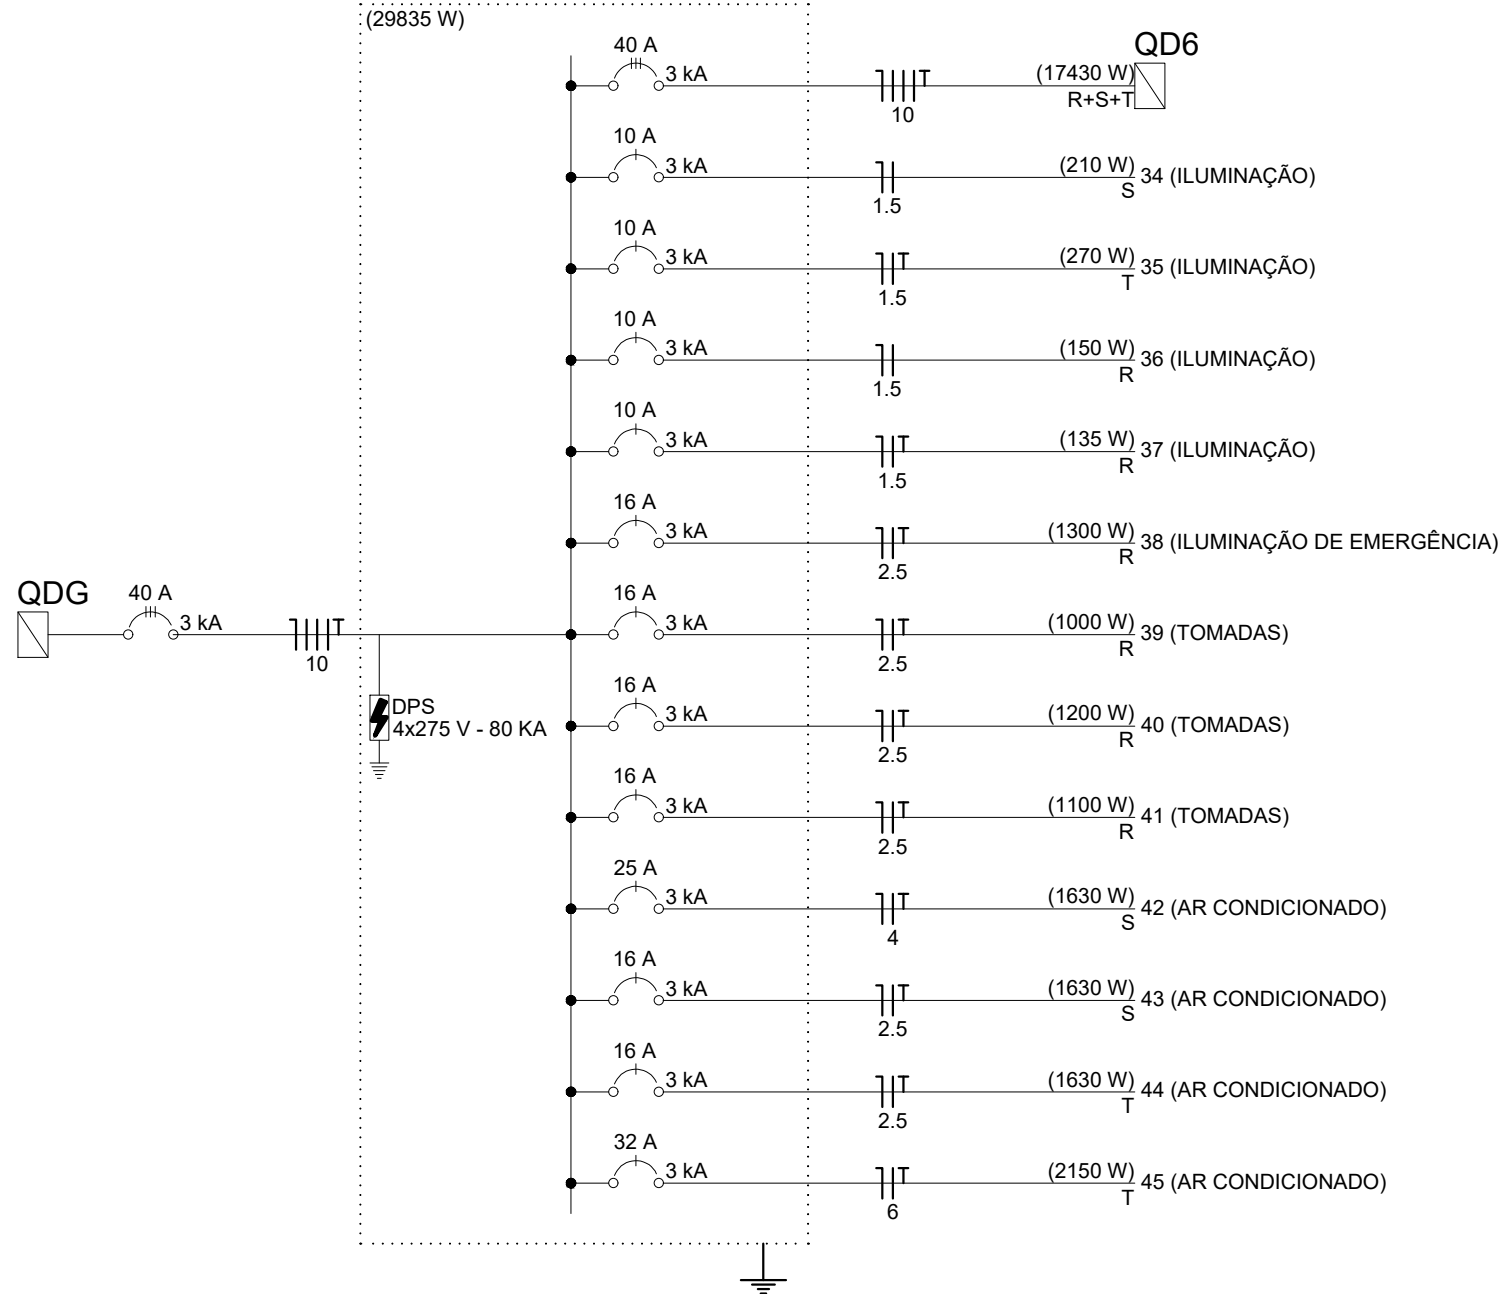 (29835 W)
40 A
3 kA
10
(17430 W)
R+S+T
QD6
10 A
3 kA
1.5
(210 W)
S
34 (ILUMINAÇÃO)
10 A
3 kA
T
1.5
(270 W)
T
35 (ILUMINAÇÃO)
10 A
3 kA
1.5
(150 W)
R
36 (ILUMINAÇÃO)
10 A
3 kA
1.5
(135 W)
R
37 (ILUMINAÇÃO)
16 A
3 kA
2.5
(1300 W)
R
38 (ILUMINAÇÃO DE EMERGÊNCIA)
QDG
40 A
3 kA
10
DPS
4x275 V - 80 KA
16 A
3 kA
2.5
(1000 W)
R
39 (TOMADAS)
16 A
3 kA
2.5
(1200 W)
R
40 (TOMADAS)
16 A
3 kA
2.5
(1100 W)
R
41 (TOMADAS)
25 A
3 kA
4
(1630 W)
S
42 (AR CONDICIONADO)
16 A
3 kA
2.5
(1630 W)
S
43 (AR CONDICIONADO)
16 A
3 kA
2.5
(1630 W)
T
44 (AR CONDICIONADO)
32 A
3 kA
6
(2150 W)
T
45 (AR CONDICIONADO)